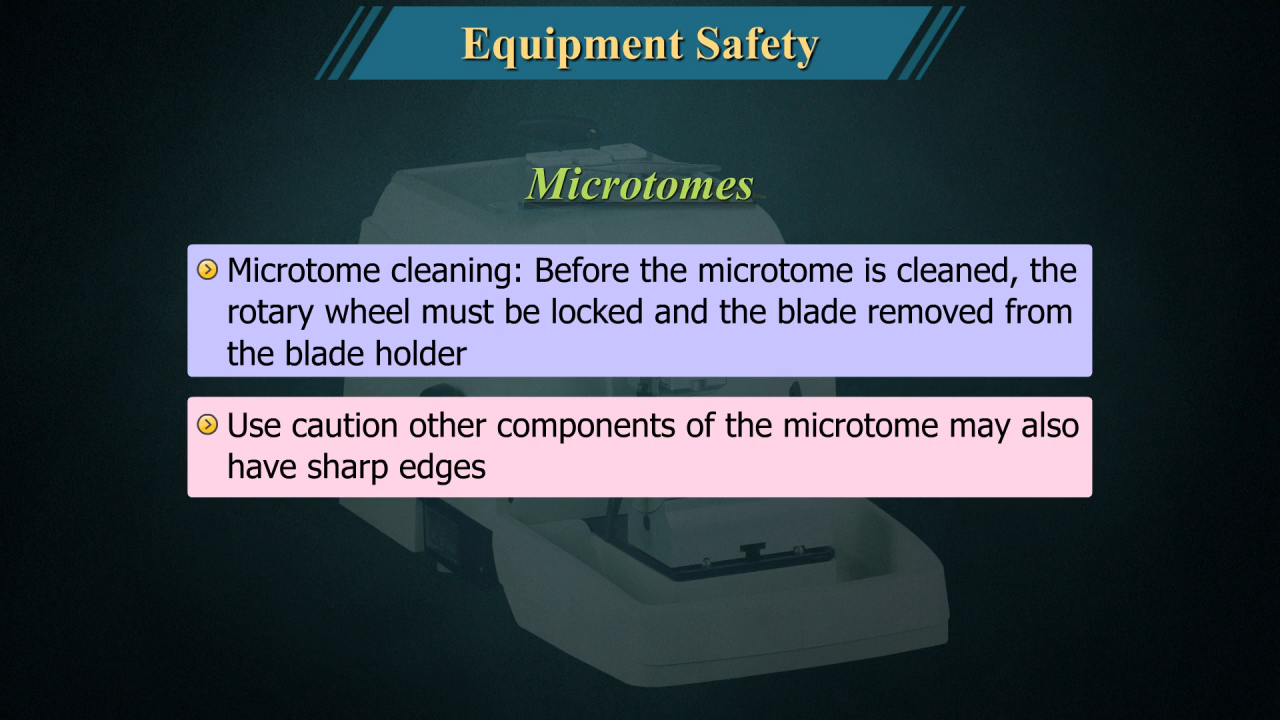 Equipment Safety
Microtomes
Microtome cleaning: Before the microtome is cleaned, the
rotary wheel must be locked and the blade removed from
the blade holder
Use caution other components of the microtome may also
have sharp edges